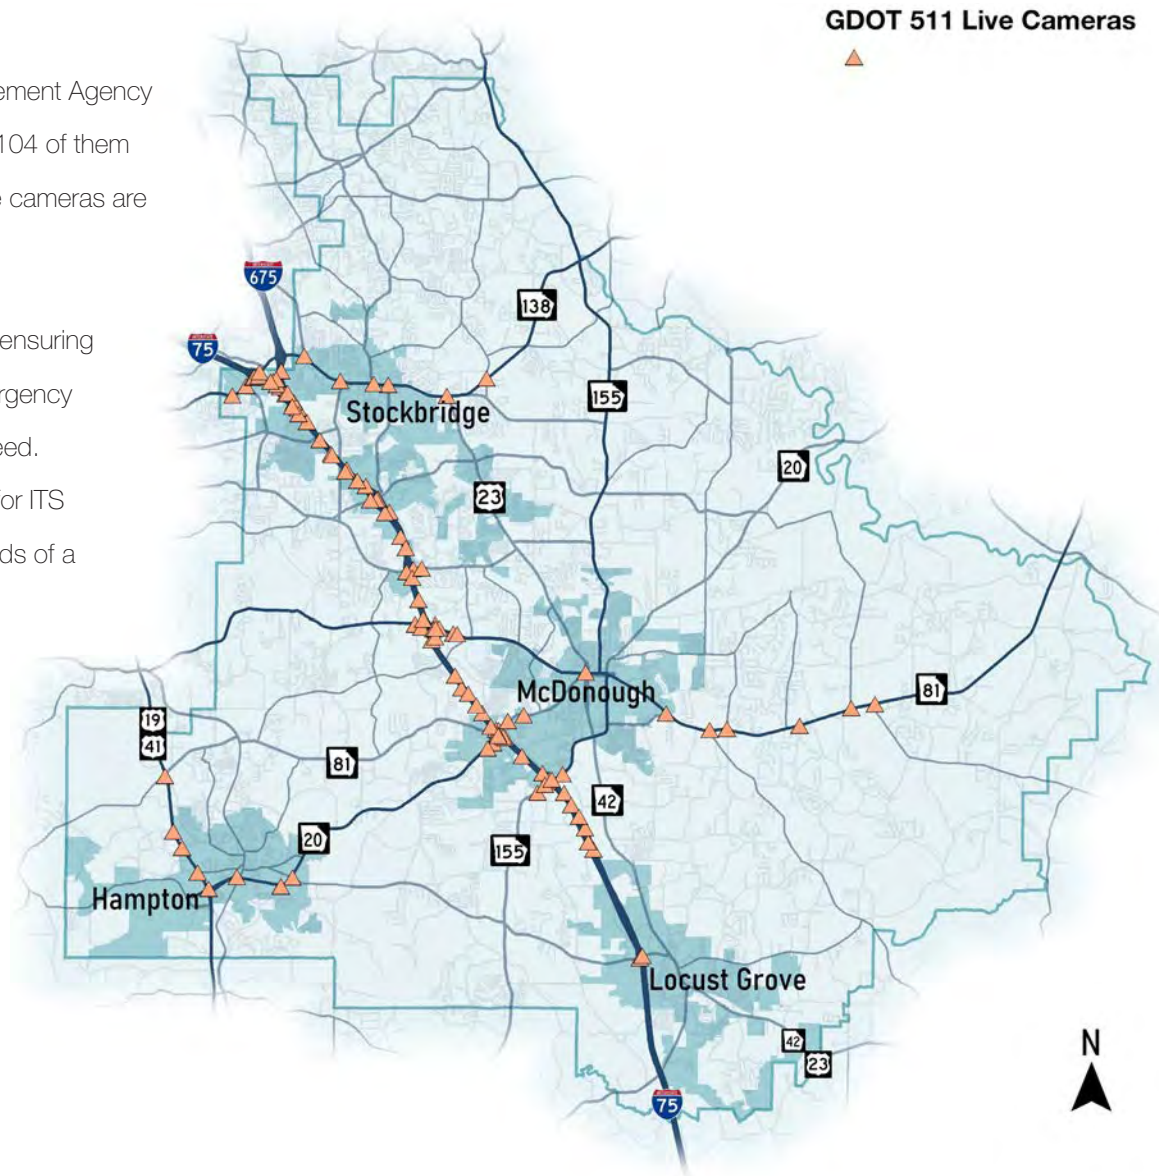 GDOT 511 Live Cameras
ement Agency
104 of them
e cameras are
ensuring
rgency
eed.
for ITS
ds of a
675
75
138
Stockbridge
155
20
23
McDonough
81
19
41
81
42
20
155
Hampton
Locust Grove
42
23
N
75